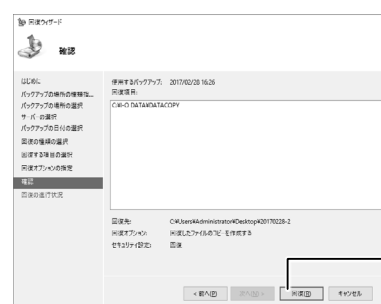 回復ウィザード
確認
はじめに
バックアップの場所の種類指...
バックアップの場所の選択
サーバーの選択
バックアップの日付の選択
回復の種類の選択
回復する項目の選択
回復オプションの指定
確認
回復の進行状況
使用するバックアップ: 2017/02/28 16:26
回復項目:
C:¥I-O DATA¥DATACOPY
回復先: C:¥Users¥Administrator¥Desktop¥20170228-2
回復オプション: 回復したファイルのコピーを作成する
セキュリティ設定: 回復
< 前へ(P) 次へ(N) > 回復(R) キャンセル